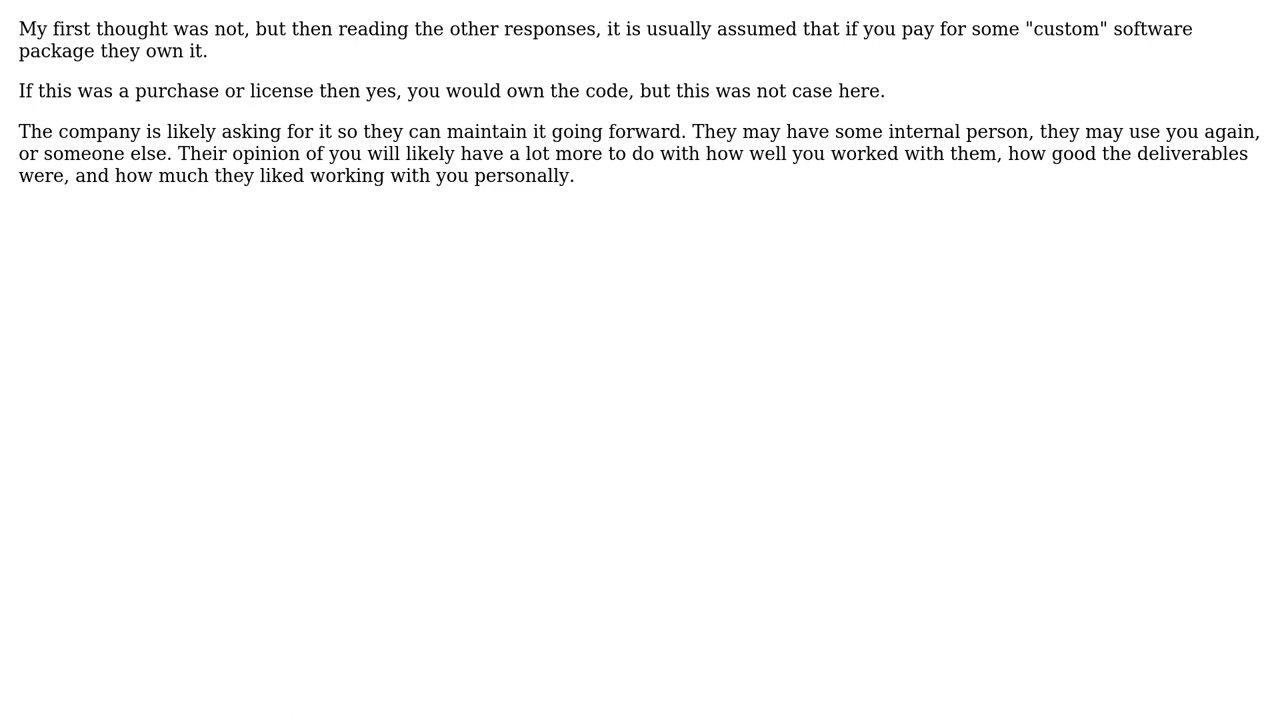 My first thought was not, but then reading the other responses, it is usually assumed that if you pay for some "custom" software
package they own it.
If this was a purchase or license then yes, you would own the code, but this was not case here.
The company is likely asking for it so they can maintain it going forward. They may have some internal person, they may use you again,
or someone else. Their opinion of you will likely have a lot more to do with how well you worked with them, how good the deliverables
were, and how much they liked working with you personally.